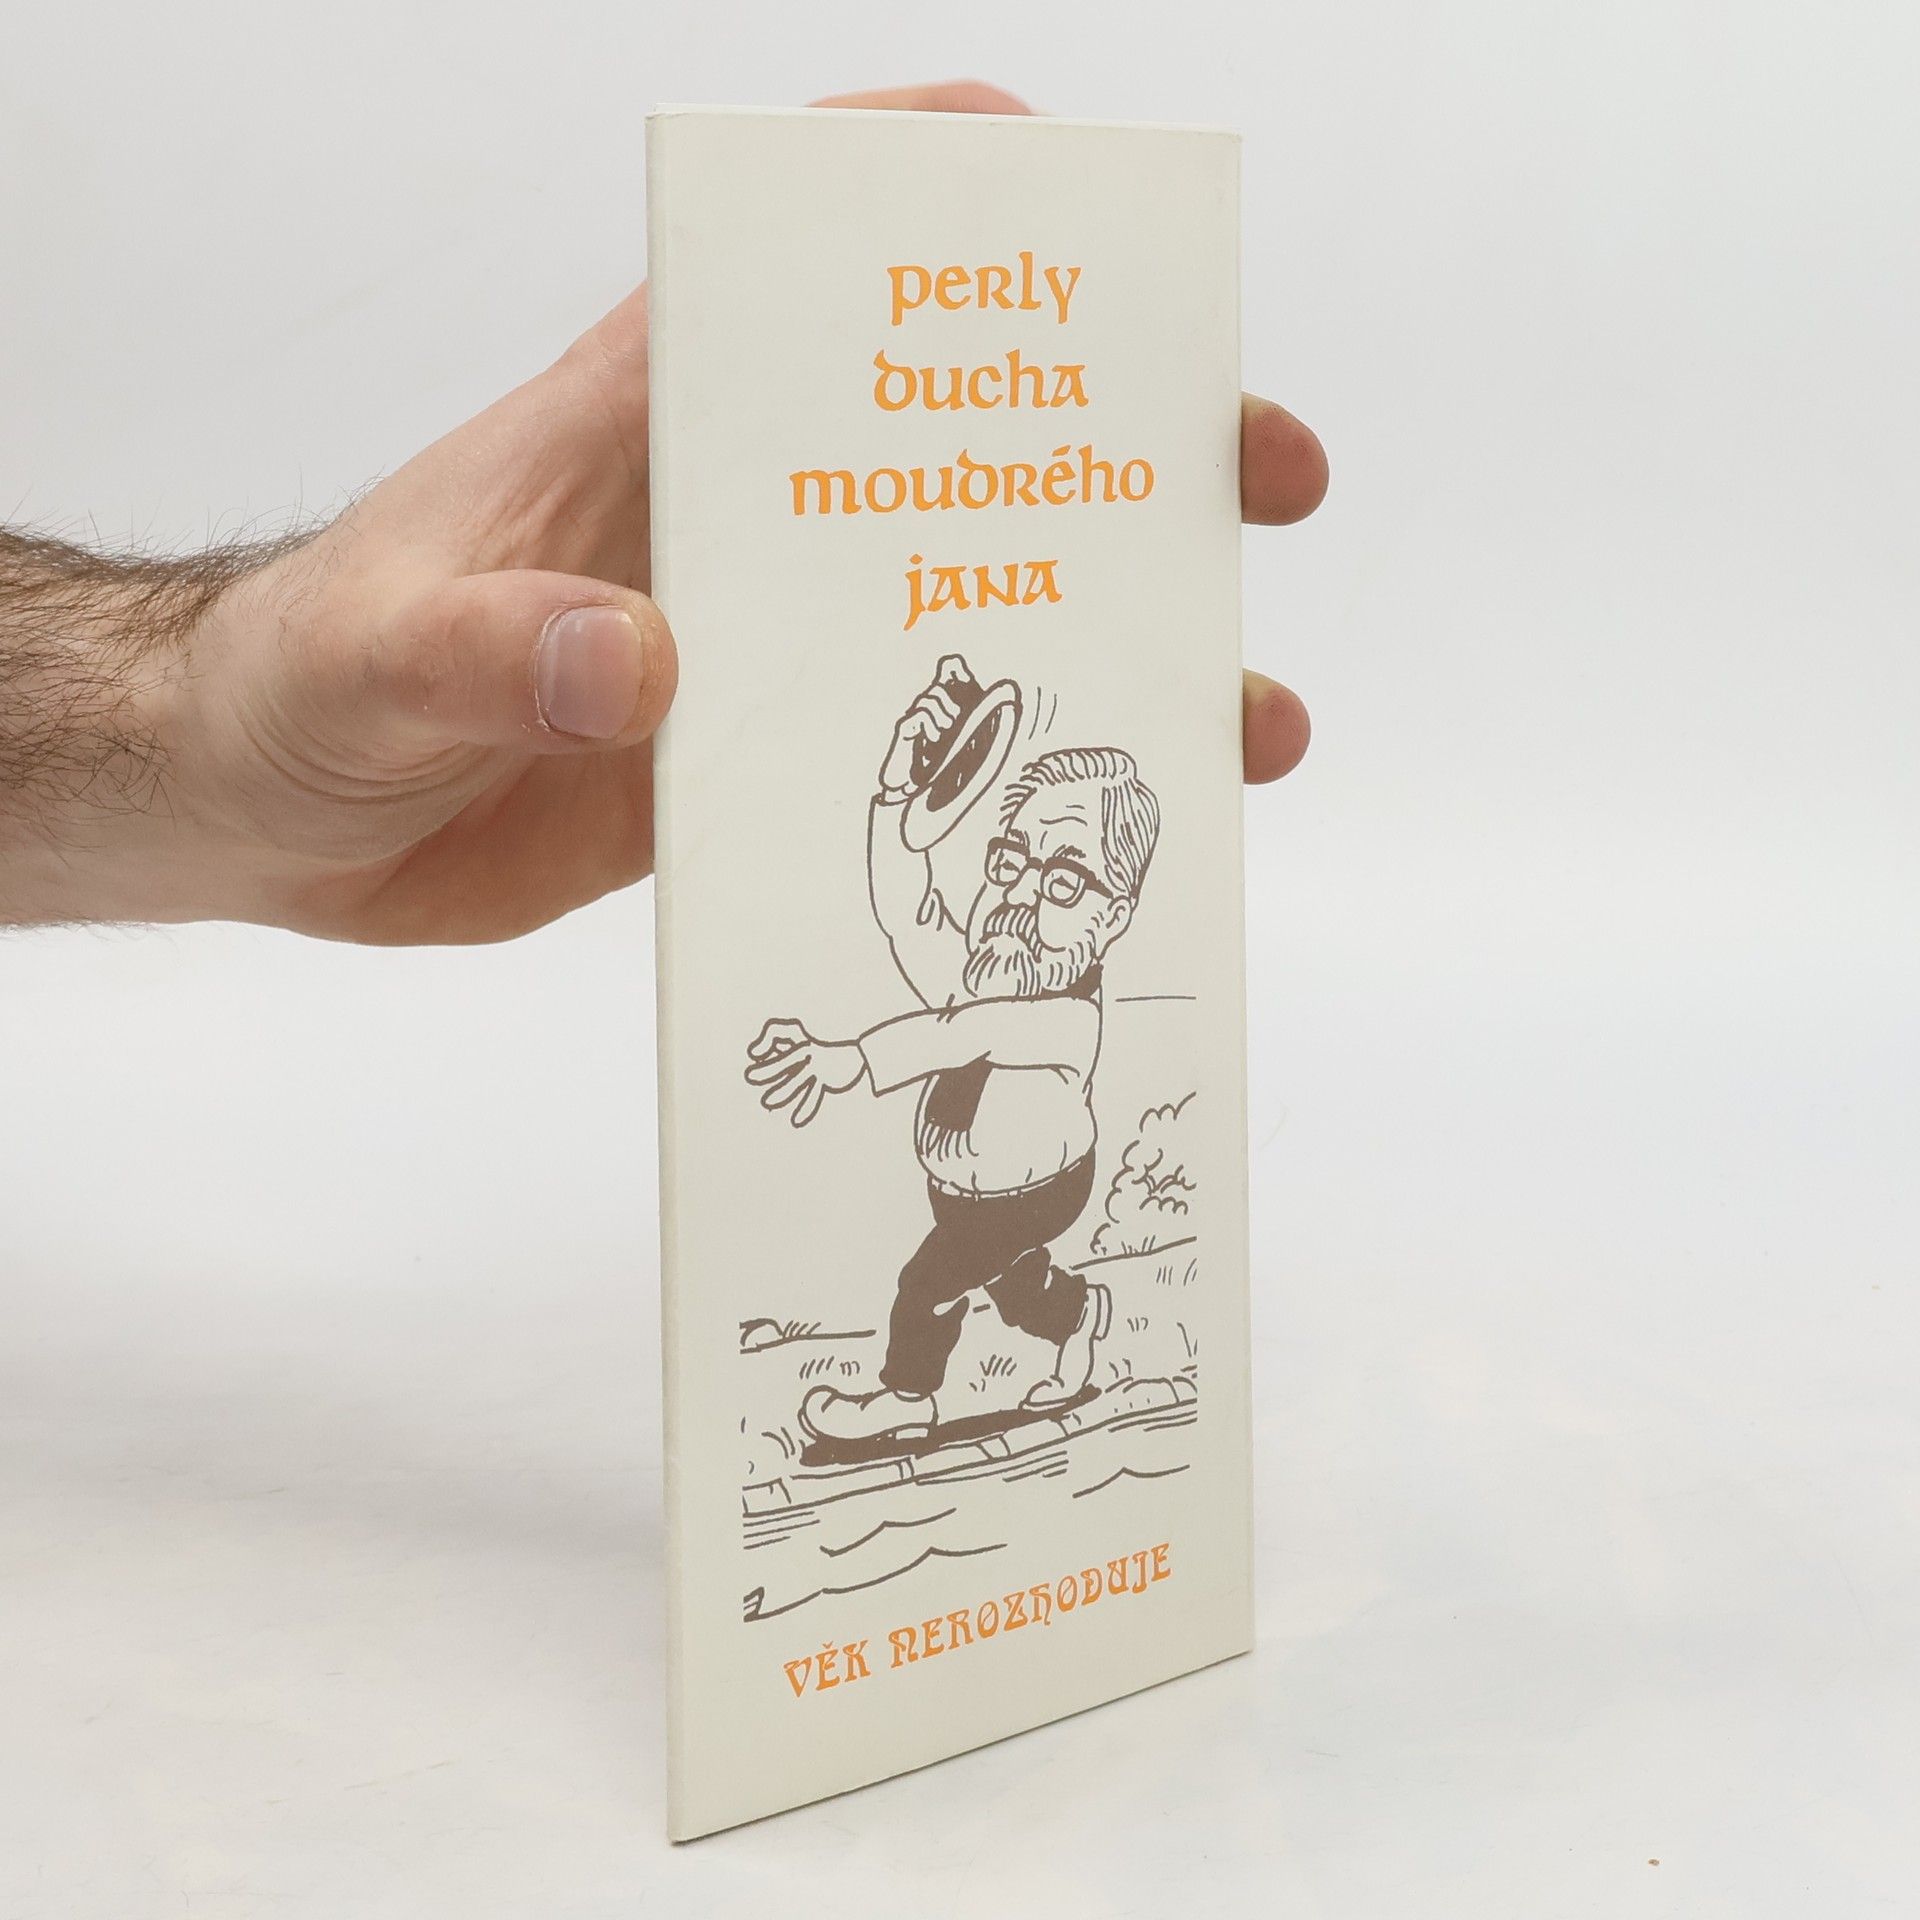 perly
ducha
moudrého
jana
VĚK NEROZHODUJE